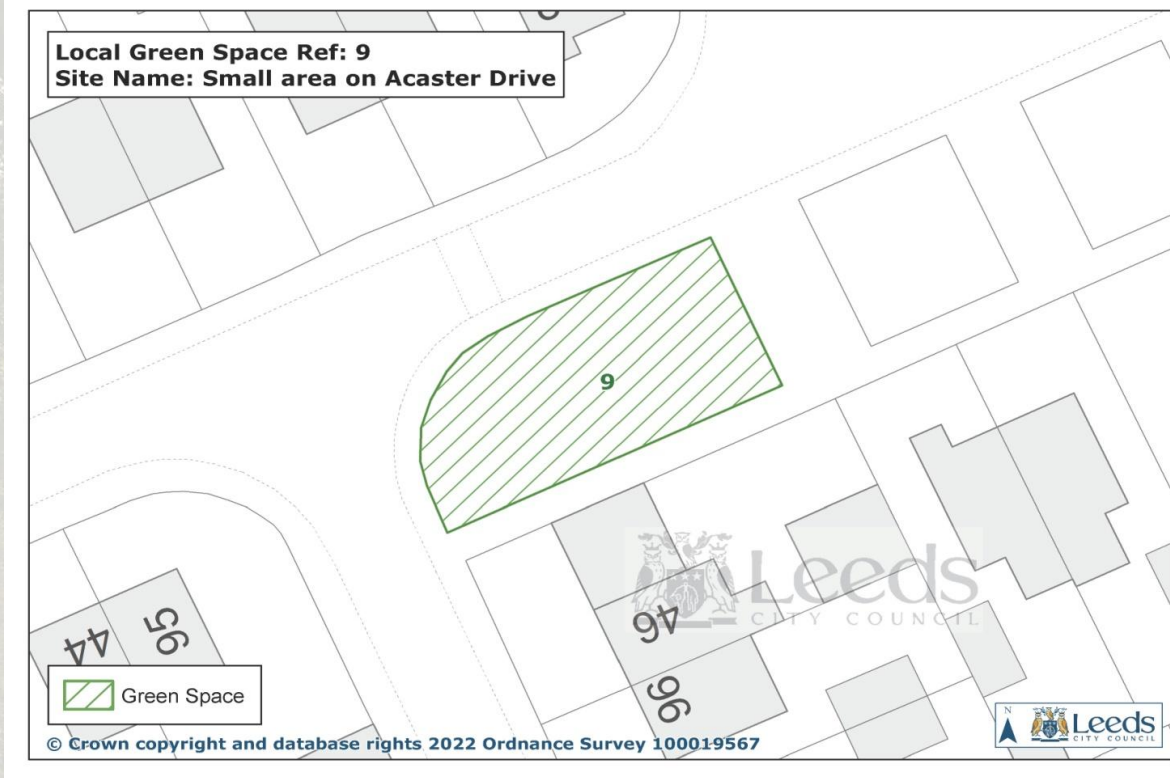 Local Green Space Ref: 9
Site Name: Small area on Acaster Drive
9
Leeds
CITY COUNCIL
46
44
95
96
Green Space
N
Leeds
CITY COUNCIL
© Crown copyright and database rights 2022 Ordnance Survey 100019567